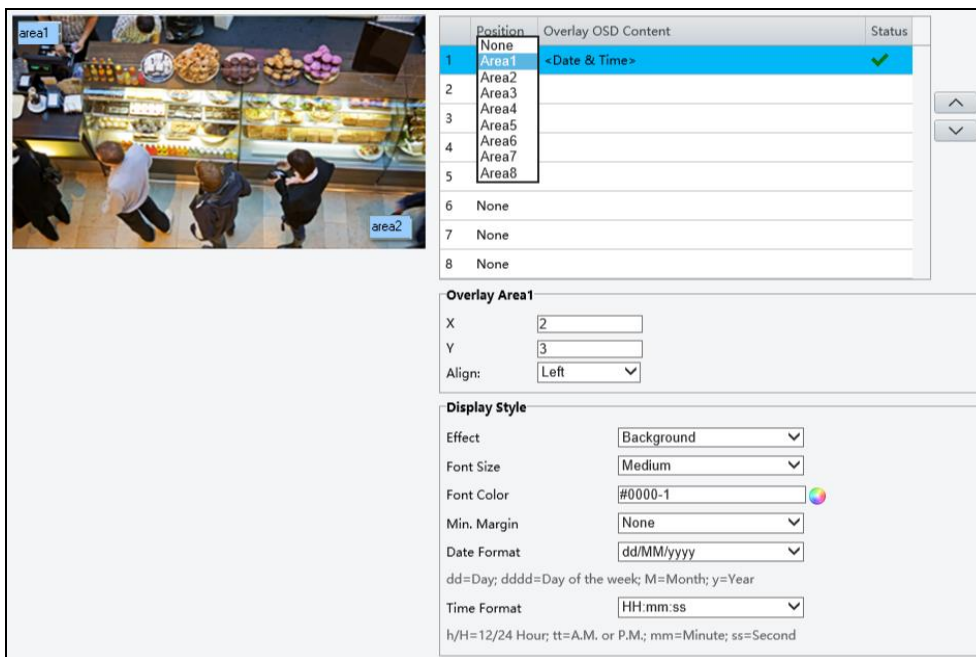 area1
area2
Position Overlay OSD Content Status
None
1 Area1 <Date & Time>
Area2
2
Area3
3 Area4
Area5
4 Area6
Area7
5 Area8
6 None
7 None
8 None
Overlay Area1
X 2
Y 3
Align: Left
Display Style
Effect Background
Font Size Medium
Font Color #0000-1
Min. Margin None
Date Format dd/MM/yyyy
dd=Day; dddd=Day of the week; M=Month; y=Year
Time Format HH:mm:ss
h/H=12/24 Hour; tt=A.M. or P.M.; mm=Minute; ss=Second